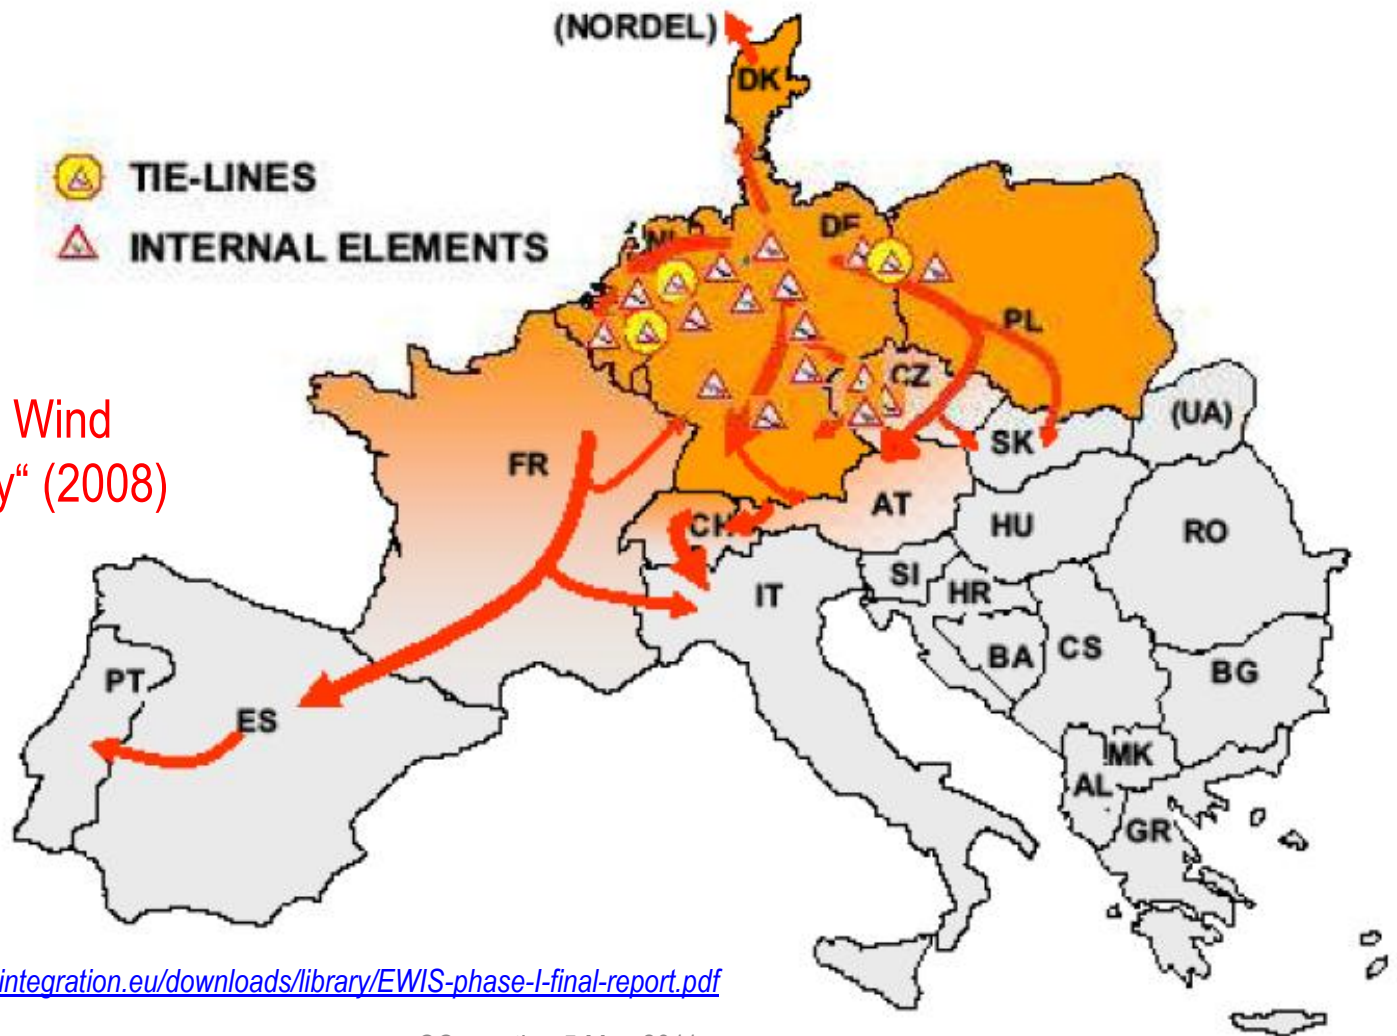 (NORDEL)
DK
TIE-LINES
INTERNAL ELEMENTS
DE
NL
PL
Wind
y“ (2008)
CZ
(UA)
FR
SK
AT
CH
HU
RO
SI
HR
IT
BA
CS
BG
PT
ES
MK
AL
GR
integration.eu/downloads/library/EWIS-phase-I-final-report.pdf